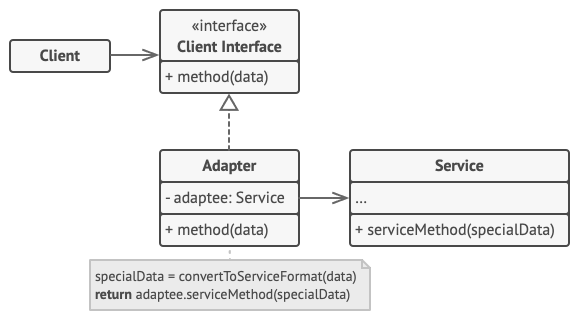 «interface»
Client Interface
Client
+ method(data)
Adapter
- adaptee: Service
+ method(data)
Service
...
+ serviceMethod(specialData)
specialData = convertToServiceFormat(data)
return adaptee.serviceMethod(specialData)